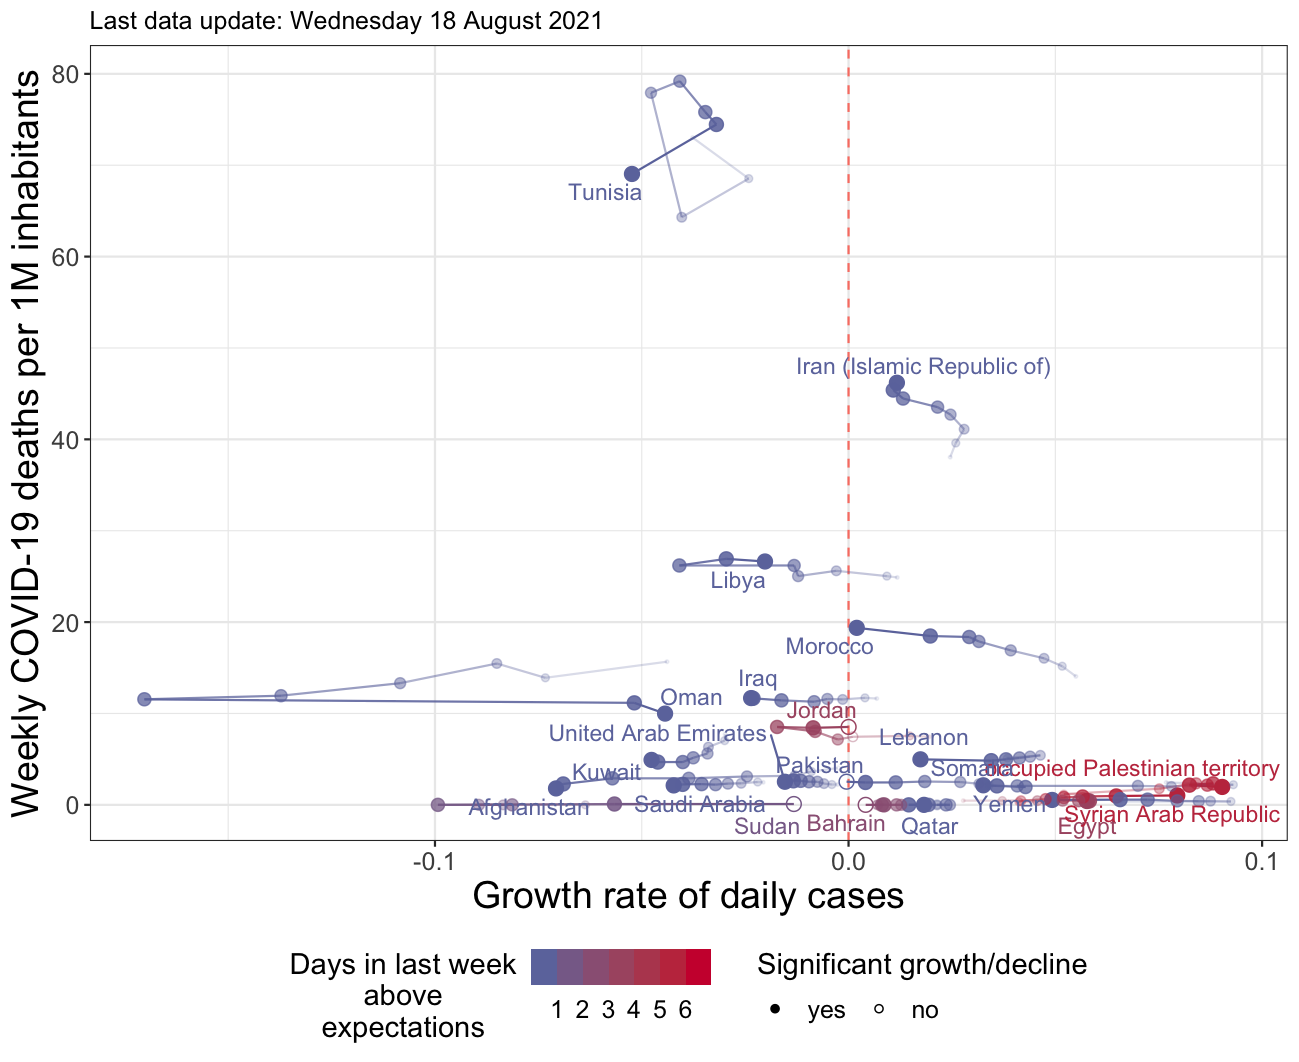 Last data update: Wednesday 18 August 2021
Weekly COVID-19 deaths per 1M inhabitants
80
60
40
20
0
Tunisia
Iran (Islamic Republic of)
Libya
Morocco
Iraq
Oman
Jordan
United Arab Emirates
Lebanon
Pakistan
Somalia
occupied Palestinian territory
Kuwait
Afghanistan
Saudi Arabia
Yemen
Syrian Arab Republic
Sudan
Bahrain
Qatar
Egypt
-0.1
0.0
0.1
Growth rate of daily cases
Days in last week
above
expectations
1 2 3 4 5 6
Significant growth/decline
yes
no